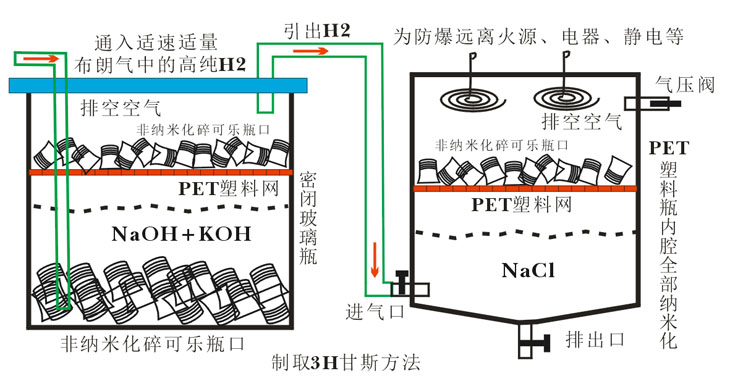 通入适速适量
布朗气中的高纯H2
引出H2
为防爆远离火源、电器、静电等
气压阀
排空空气
非纳米化碎可乐瓶口
PET塑料网
NaOH+KOH
密闭玻璃瓶
非纳米化碎可乐瓶口
排空空气
非纳米化碎可乐瓶口
PET塑料网
NaCl
PET
塑料瓶内腔全部纳米化
进气口
排出口
制取3H甘斯方法